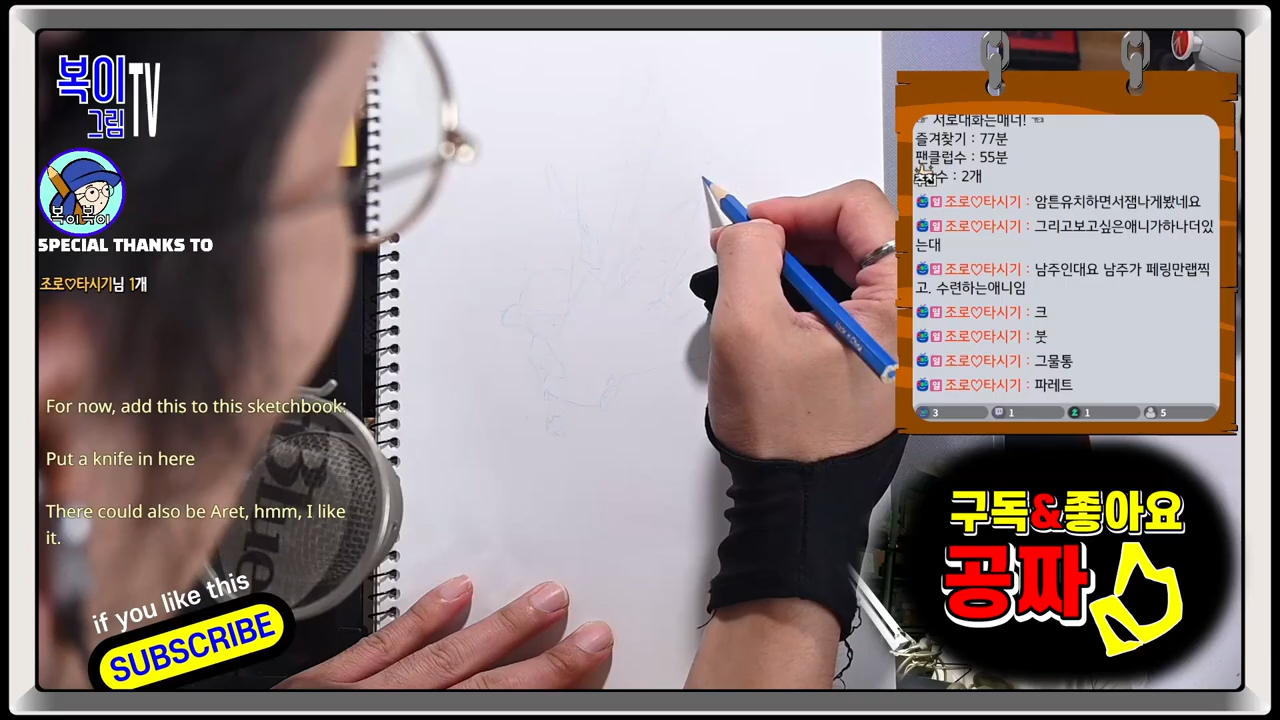 복이
그림
TV
복이복이
SPECIAL THANKS TO
조로♡타시기님 1개
For now, add this to this sketchbook:
Put a knife in here
There could also be Aret, hmm, I like
it.
Blue
if you like this
SUBSCRIBE
☞ 서로대화는매너! ☜
즐겨찾기 : 77분
팬클럽수 : 55분
수 : 2개
조로♡타시기 : 암튼유치하면서잼나게봤네요
조로♡타시기 : 그리고보고싶은애니가하나더있
는대
조로♡타시기 : 남주인대요 남주가 페링만랩찍
고. 수련하는애니임
조로♡타시기 : 크
조로♡타시기 : 붓
조로♡타시기 : 그물통
조로♡타시기 : 파레트
3 1 1 5
구독&좋아요
공짜